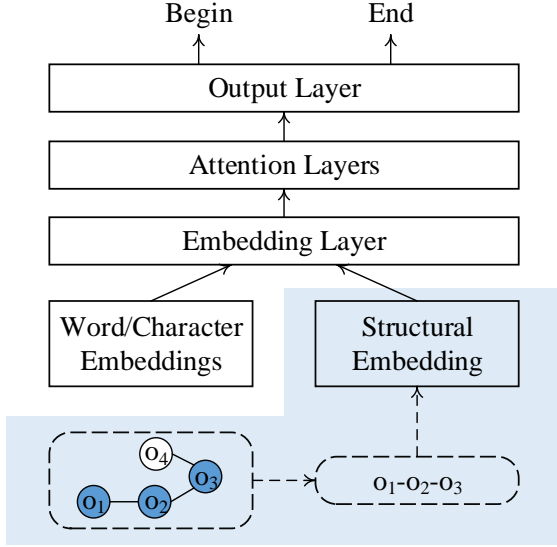 Begin End
Output Layer
Attention Layers
Embedding Layer
Word/Character
Embeddings
Structural
Embedding
o₄
o₃
o₁ o₂
o₁-o₂-o₃